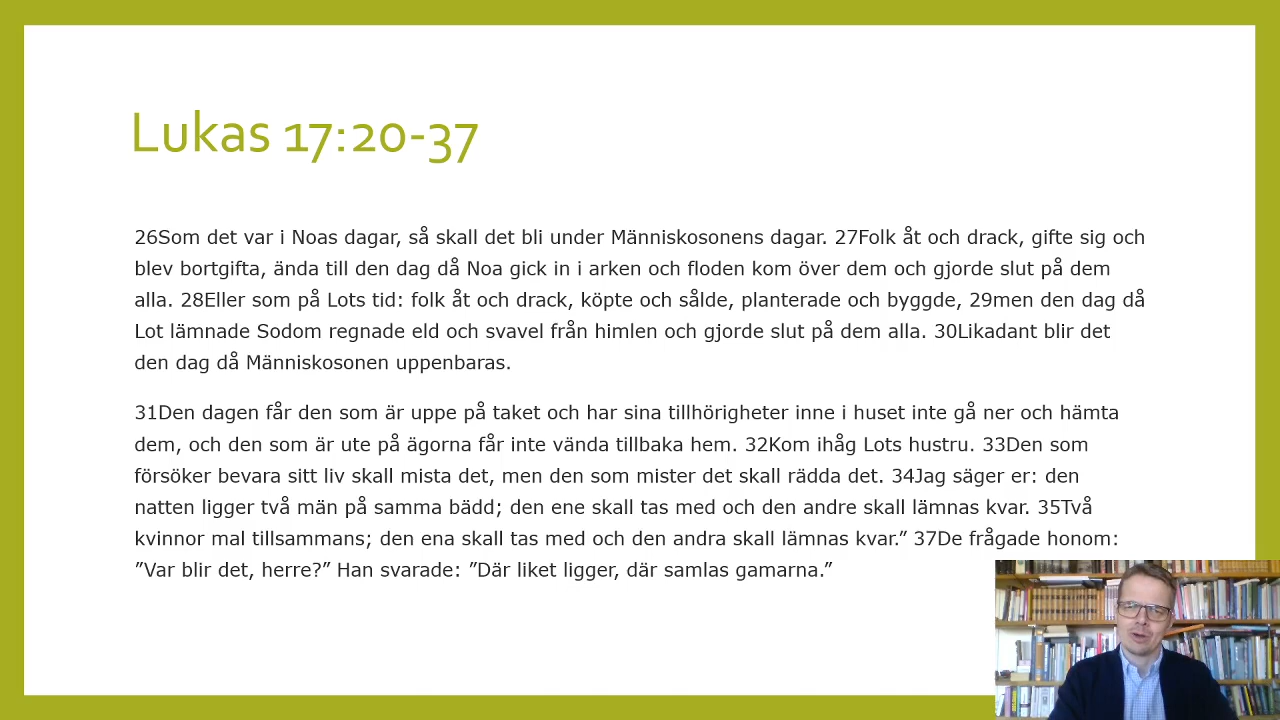 Lukas 17:20-37
26Som det var i Noas dagar, så skall det bli under Människosonens dagar. 27Folk åt och drack, gifte sig och
blev bortgifta, ända till den dag då Noa gick in i arken och floden kom över dem och gjorde slut på dem
alla. 28Eller som på Lots tid: folk åt och drack, köpte och sålde, planterade och byggde, 29men den dag då
Lot lämnade Sodom regnade eld och svavel från himlen och gjorde slut på dem alla. 30Likadant blir det
den dag då Människosonen uppenbaras.
31Den dagen får den som är uppe på taket och har sina tillhörigheter inne i huset inte gå ner och hämta
dem, och den som är ute på ägorna får inte vända tillbaka hem. 32Kom ihåg Lots hustru. 33Den som
försöker bevara sitt liv skall mista det, men den som mister det skall rädda det. 34Jag säger er: den
natten ligger två män på samma bädd; den ene skall tas med och den andre skall lämnas kvar. 35Två
kvinnor mal tillsammans; den ena skall tas med och den andra skall lämnas kvar.” 37De frågade honom:
”Var blir det, herre?” Han svarade: ”Där liket ligger, där samlas gamarna.”